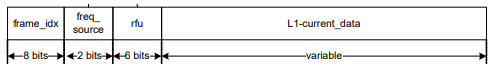 frame_idx freq_ source rfu L1-current_data
8 bits 2 bits 6 bits variable